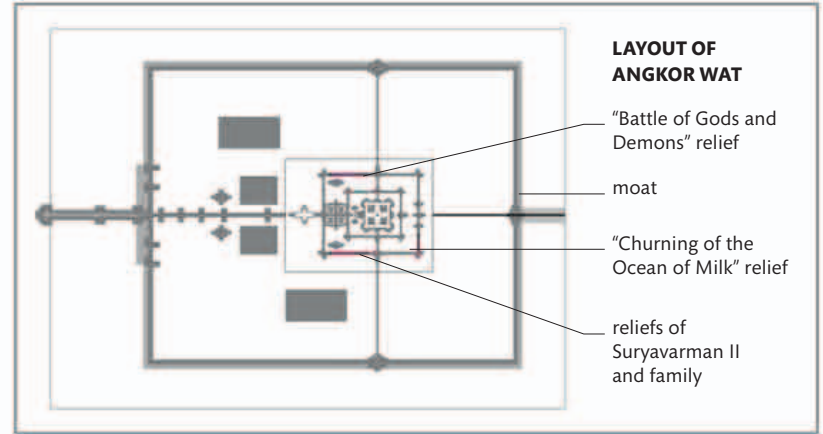 LAYOUT OF
ANGKOR WAT
“Battle of Gods and
Demons” relief
moat
“Churning of the
Ocean of Milk” relief
reliefs of
Suryavarman II
and family